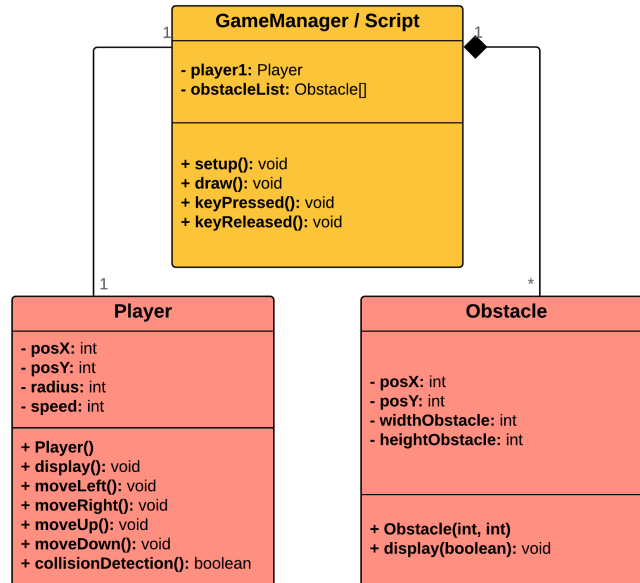 GameManager / Script
1
1
- player1: Player
- obstacleList: Obstacle[]
+ setup(): void
+ draw(): void
+ keyPressed(): void
+ keyReleased(): void
1
*
Player
- posX: int
- posY: int
- radius: int
- speed: int
+ Player()
+ display(): void
+ moveLeft(): void
+ moveRight(): void
+ moveUp(): void
+ moveDown(): void
+ collisionDetection(): boolean
Obstacle
- posX: int
- posY: int
- widthObstacle: int
- heightObstacle: int
+ Obstacle(int, int)
+ display(boolean): void